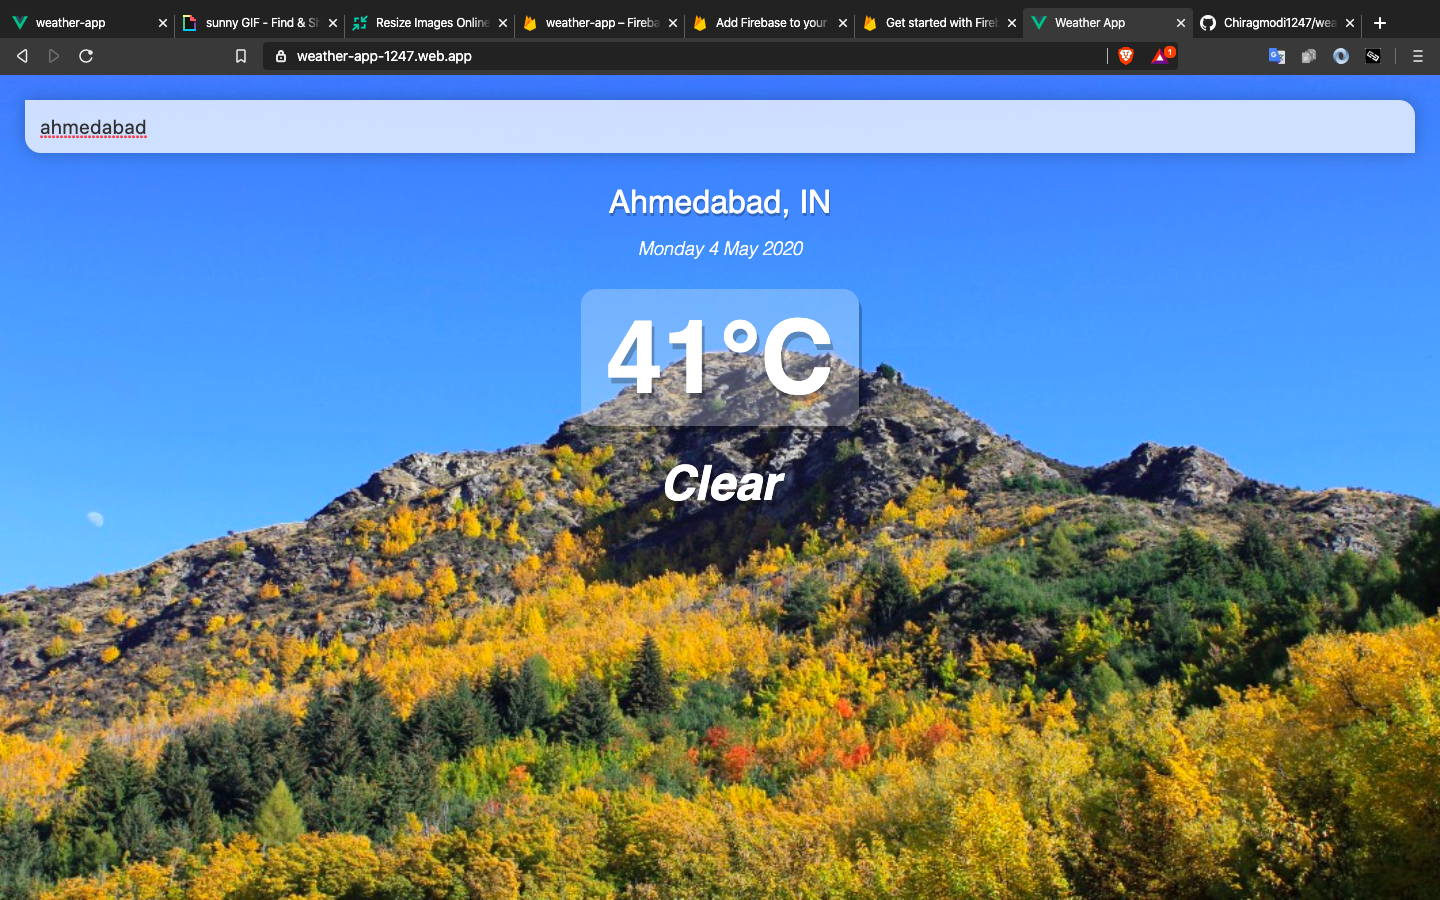 weather-app
sunny GIF - Find & Sh
Resize Images Online
weather-app – Fireba
Add Firebase to your
Get started with Fireb
Weather App
Chiragmodi1247/wea
weather-app-1247.web.app
1
ahmedabad
Ahmedabad, IN
Monday 4 May 2020
41°C
Clear